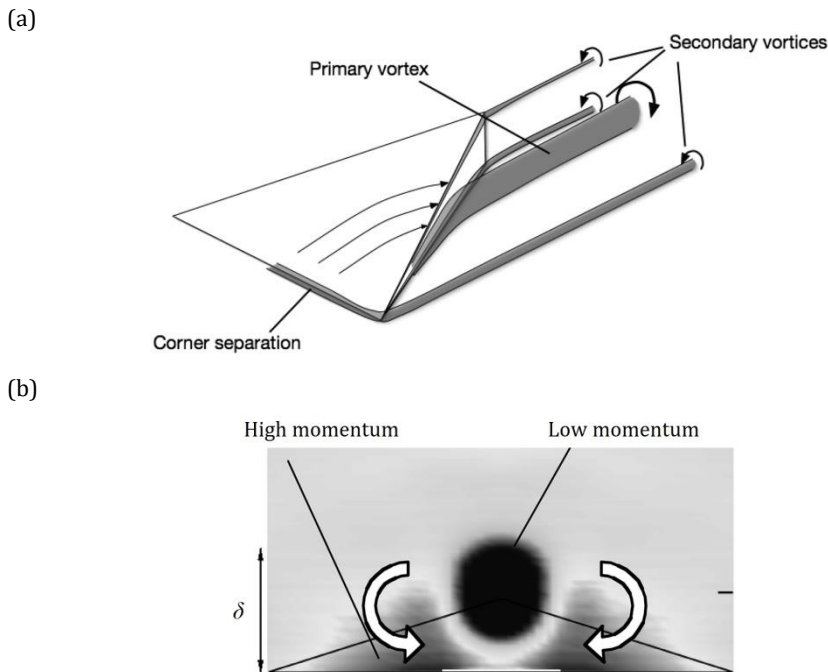 (a)
Secondary vortices
Primary vortex
Corner separation
(b)
High momentum
Low momentum
δ